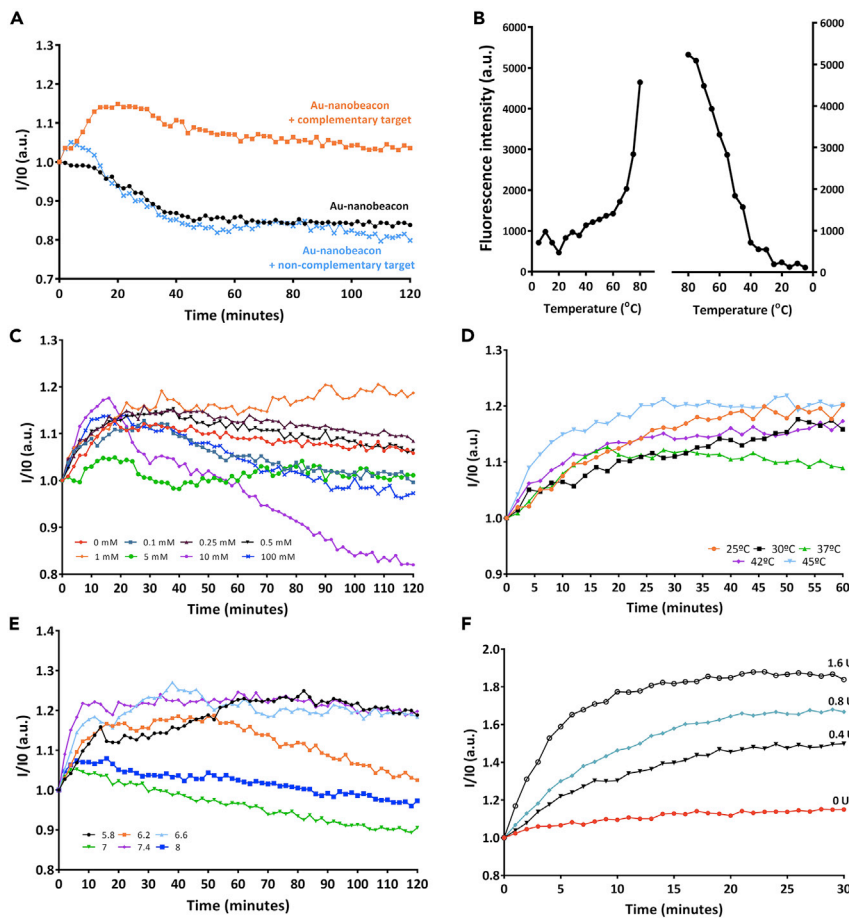 A
1.3
1.2
1.1
1.0
0.9
0.8
0.7
I/I0 (a.u.)
Au-nanobeacon
+ complementary target
Au-nanobeacon
Au-nanobeacon
+ non-complementary target
0 20 40 60 80 100 120
Time (minutes)
B
6000
5000
4000
3000
2000
1000
0
Fluorescence intensity (a.u.)
0 20 40 60 80
Temperature (°C)
80 60 40 20 0
Temperature (°C)
6000
5000
4000
3000
2000
1000
0
C
1.3
1.2
1.1
1.0
0.9
0.8
I/I0 (a.u.)
0 mM 0.1 mM 0.25 mM 0.5 mM
1 mM 5 mM 10 mM 100 mM
0 10 20 30 40 50 60 70 80 90 100 110 120
Time (minutes)
D
1.3
1.2
1.1
1.0
0.9
I/I0 (a.u.)
25ºC 30ºC 37ºC
42ºC 45ºC
0 5 10 15 20 25 30 35 40 45 50 55 60
Time (minutes)
E
1.4
1.3
1.2
1.1
1.0
0.9
0.8
I/I0 (a.u.)
5.8 6.2 6.6
7 7.4 8
0 10 20 30 40 50 60 70 80 90 100 110 120
Time (minutes)
F
2.0
1.8
1.6
1.4
1.2
1.0
0.8
I/I0 (a.u.)
1.6 U
0.8 U
0.4 U
0 U
0 5 10 15 20 25 30
Time (minutes)